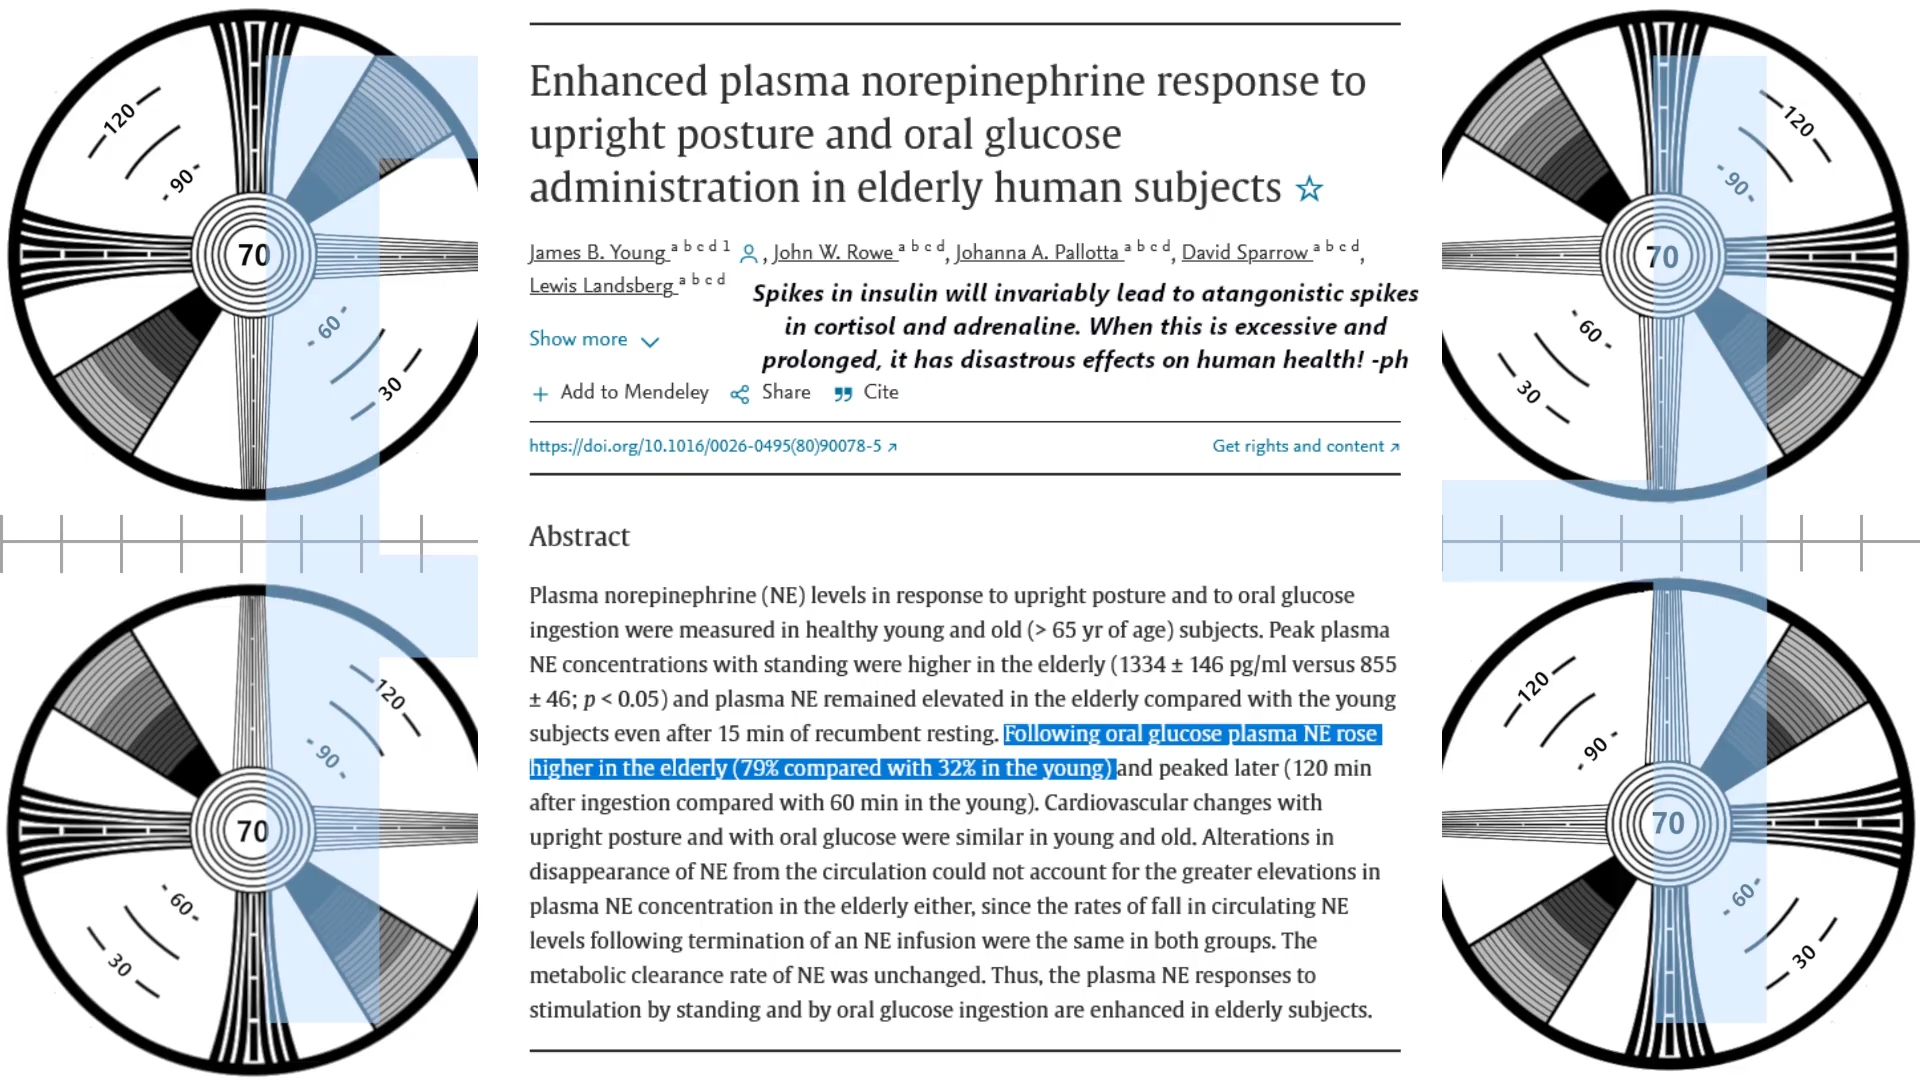 Enhanced plasma norepinephrine response to
upright posture and oral glucose
administration in elderly human subjects ☆
James B. Young a b c d 1, John W. Rowe a b c d, Johanna A. Pallotta a b c d, David Sparrow a b c d,
Lewis Landsberg a b c d
Spikes in insulin will invariably lead to atangonistic spikes
in cortisol and adrenaline. When this is excessive and
prolonged, it has disastrous effects on human health! -ph
Show more
+ Add to Mendeley Share Cite
https://doi.org/10.1016/0026-0495(80)90078-5 ↗ Get rights and content ↗
Abstract
Plasma norepinephrine (NE) levels in response to upright posture and to oral glucose
ingestion were measured in healthy young and old (> 65 yr of age) subjects. Peak plasma
NE concentrations with standing were higher in the elderly (1334 ± 146 pg/ml versus 855
± 46; p < 0.05) and plasma NE remained elevated in the elderly compared with the young
subjects even after 15 min of recumbent resting. Following oral glucose plasma NE rose
higher in the elderly (79% compared with 32% in the young) and peaked later (120 min
after ingestion compared with 60 min in the young). Cardiovascular changes with
upright posture and with oral glucose were similar in young and old. Alterations in
disappearance of NE from the circulation could not account for the greater elevations in
plasma NE concentration in the elderly either, since the rates of fall in circulating NE
levels following termination of an NE infusion were the same in both groups. The
metabolic clearance rate of NE was unchanged. Thus, the plasma NE responses to
stimulation by standing and by oral glucose ingestion are enhanced in elderly subjects.
120
90
70
60
30
120
90
70
60
30
120
90
70
60
30
120
90
70
60
30